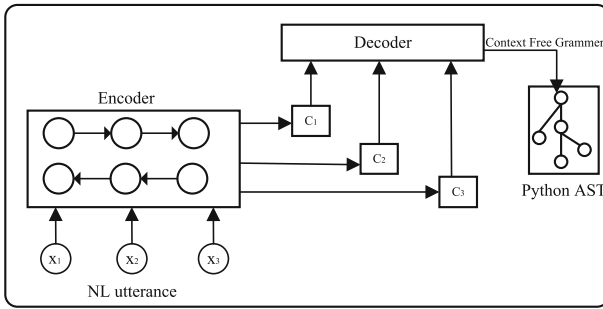 Decoder
Context Free Grammer
Encoder
C1
C2
C3
Python AST
x1 x2 x3
NL utterance